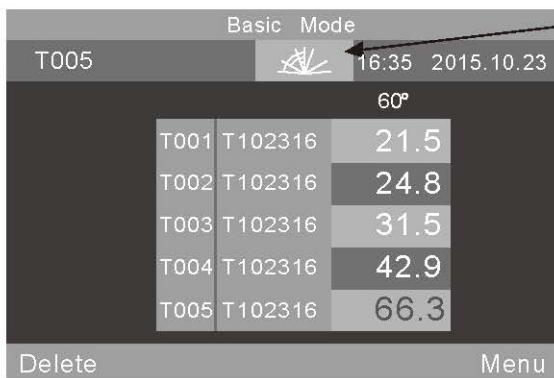 Basic Mode
T005 16:35 2015.10.23
60°
T001 T102316 21.5
T002 T102316 24.8
T003 T102316 31.5
T004 T102316 42.9
T005 T102316 66.3
Delete Menu